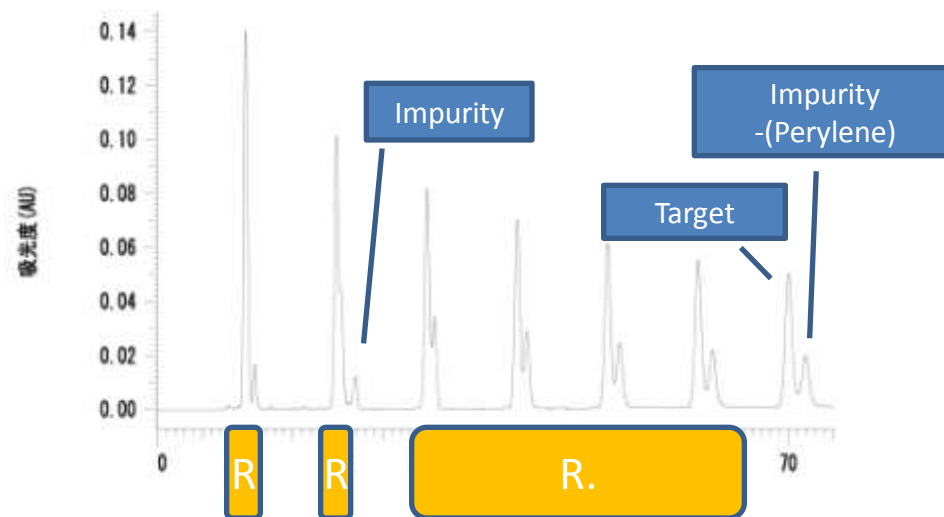 0.14
0.12
0.10
0.08
0.06
0.04
0.02
0.00
吸光度(AU)
Impurity
Impurity
-(Perylene)
Target
0
70
R
R
R.